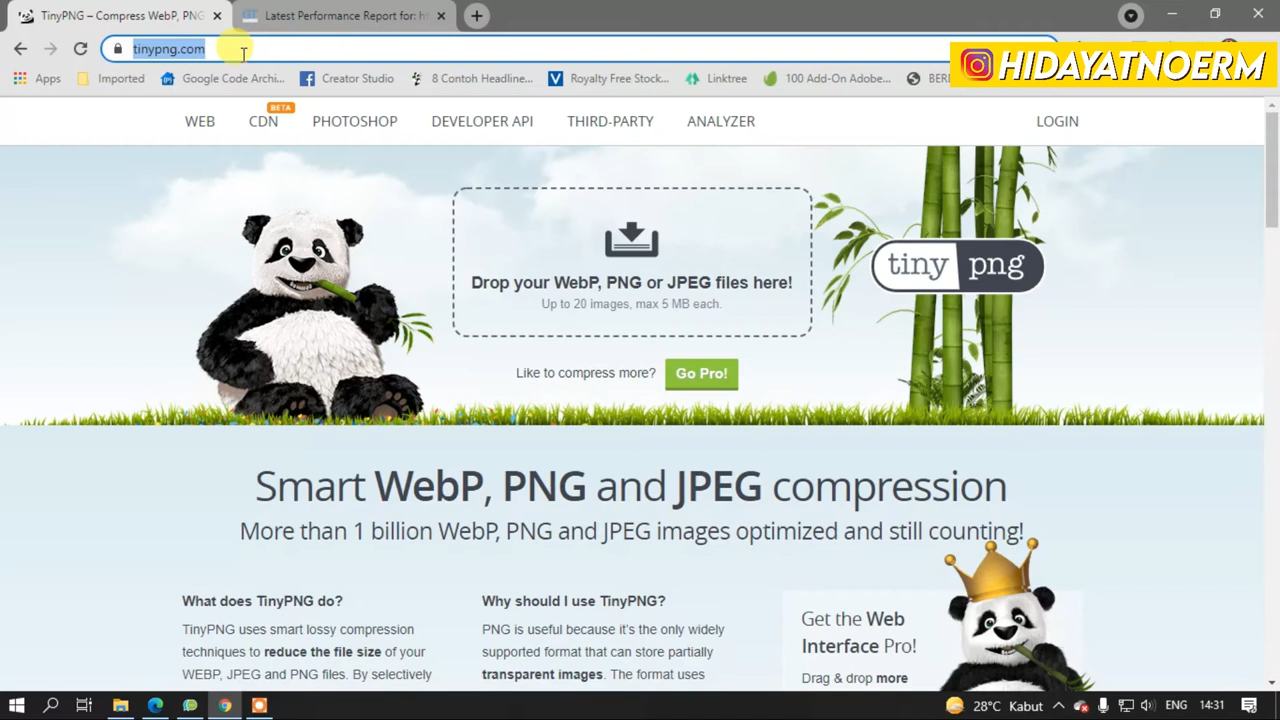 TinyPNG – Compress WebP, PNG
Latest Performance Report for: ht
tinypng.com
HIDAYATNOERM
Apps
Imported
Google Code Archi...
Creator Studio
8 Contoh Headline...
Royalty Free Stock...
Linktree
100 Add-On Adobe...
BERI
WEB
CDN
BETA
PHOTOSHOP
DEVELOPER API
THIRD-PARTY
ANALYZER
LOGIN
Drop your WebP, PNG or JPEG files here!
Up to 20 images, max 5 MB each.
tiny png
Like to compress more?
Go Pro!
Smart WebP, PNG and JPEG compression
More than 1 billion WebP, PNG and JPEG images optimized and still counting!
What does TinyPNG do?
TinyPNG uses smart lossy compression
techniques to reduce the file size of your
WEBP, JPEG and PNG files. By selectively
Why should I use TinyPNG?
PNG is useful because it's the only widely
supported format that can store partially
transparent images. The format uses
Get the Web
Interface Pro!
Drag & drop more
28°C Kabut
ENG
14:31